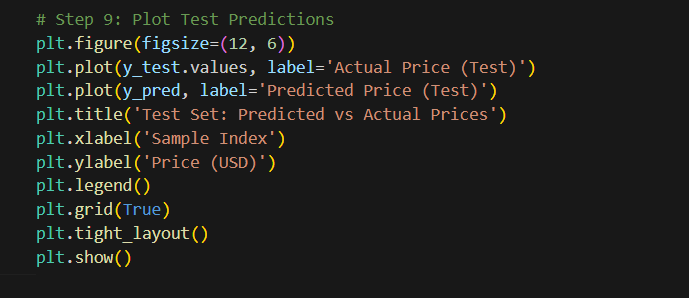 # Step 9: Plot Test Predictions
plt.figure(figsize=(12, 6))
plt.plot(y_test.values, label='Actual Price (Test)')
plt.plot(y_pred, label='Predicted Price (Test)')
plt.title('Test Set: Predicted vs Actual Prices')
plt.xlabel('Sample Index')
plt.ylabel('Price (USD)')
plt.legend()
plt.grid(True)
plt.tight_layout()
plt.show()